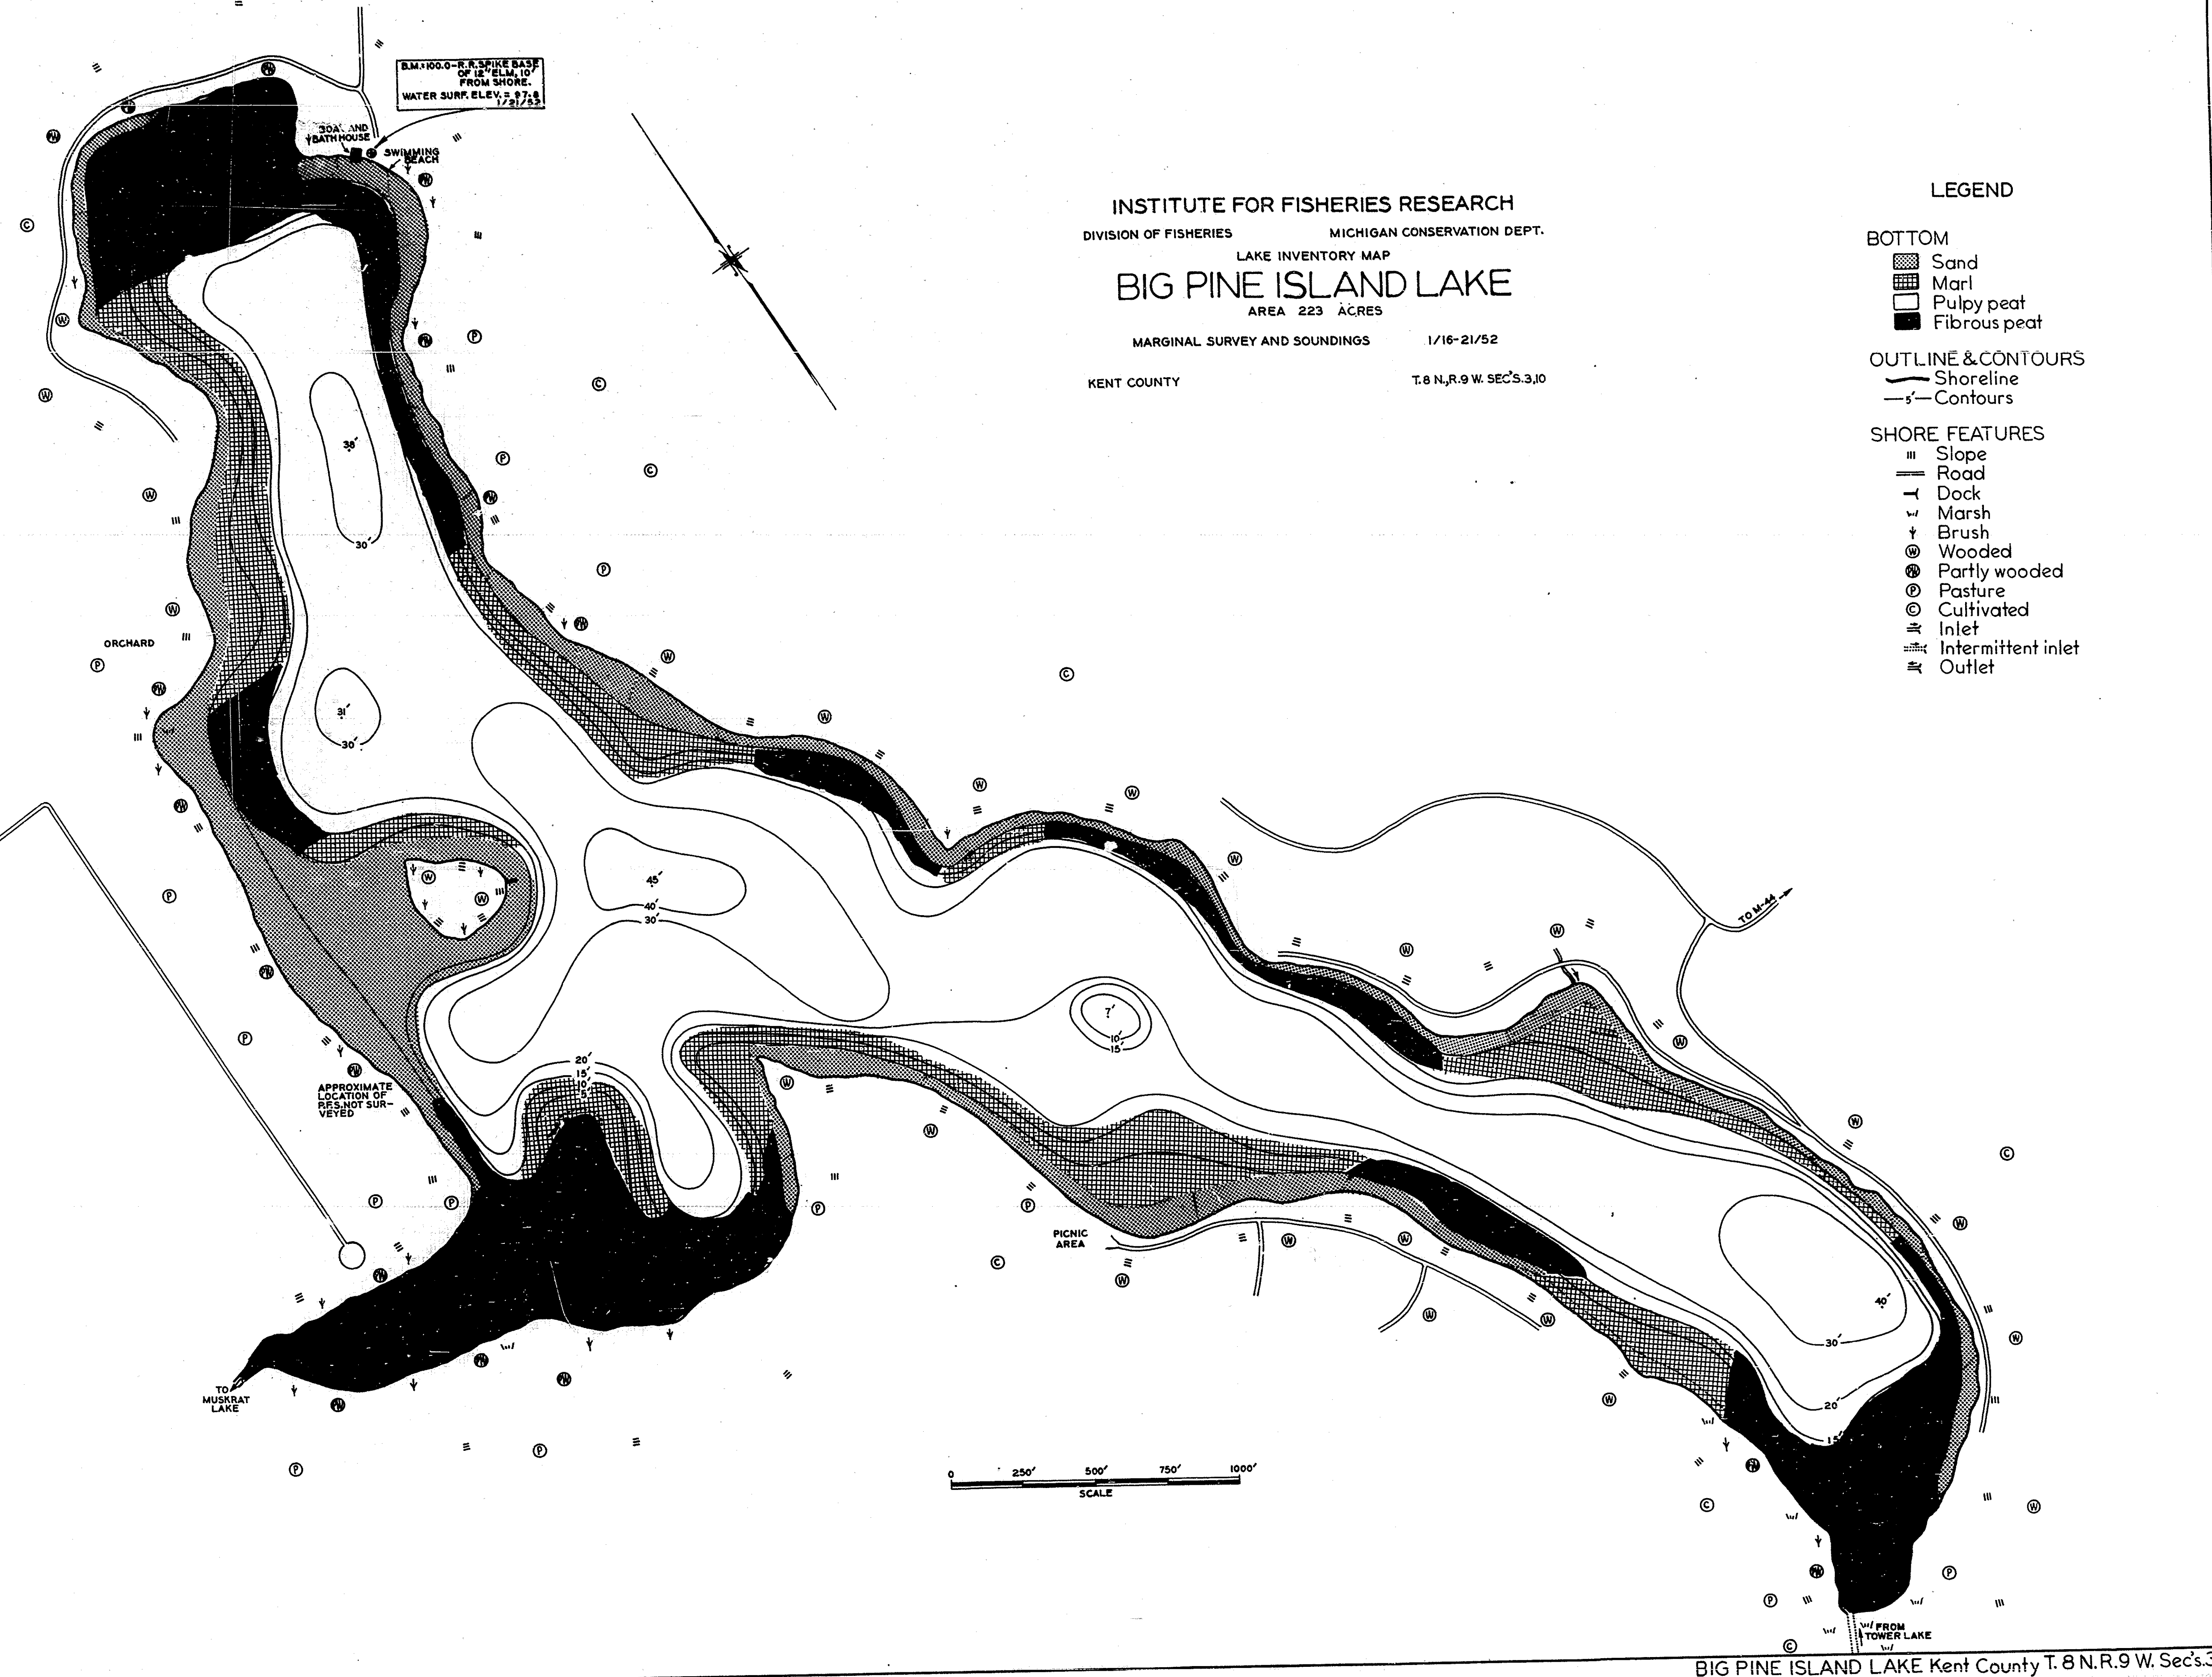 B.M.=100.0-R.R. SPIKE BASE
OF 12" ELM, 10'
FROM SHORE.
WATER SURF. ELEV. = 97.8
1/21/52
AND
BATH HOUSE
SWIMMING
BEACH
INSTITUTE FOR FISHERIES RESEARCH
DIVISION OF FISHERIES MICHIGAN CONSERVATION DEPT.
LAKE INVENTORY MAP
BIG PINE ISLAND LAKE
AREA 223 ACRES
MARGINAL SURVEY AND SOUNDINGS 1/16-21/52
KENT COUNTY T.8 N.,R.9 W. SEC'S.3,10
LEGEND
BOTTOM
Sand
Marl
Pulpy peat
Fibrous peat
OUTLINE & CONTOURS
Shoreline
5' Contours
SHORE FEATURES
Slope
Road
Dock
Marsh
Brush
W Wooded
PW Partly wooded
P Pasture
C Cultivated
Inlet
Intermittent inlet
Outlet
38'
30'
ORCHARD
31'
30'
45'
40'
30'
TO M-44
7'
10'
15'
20'
15'
10'
5'
APPROXIMATE
LOCATION OF
P.F.S. NOT SUR-
VEYED
PICNIC
AREA
40'
30'
20'
15'
TO
MUSKRAT
LAKE
0 250' 500' 750' 1000'
SCALE
FROM
TOWER LAKE
BIG PINE ISLAND LAKE Kent County T. 8 N. R. 9 W. Sec's.3